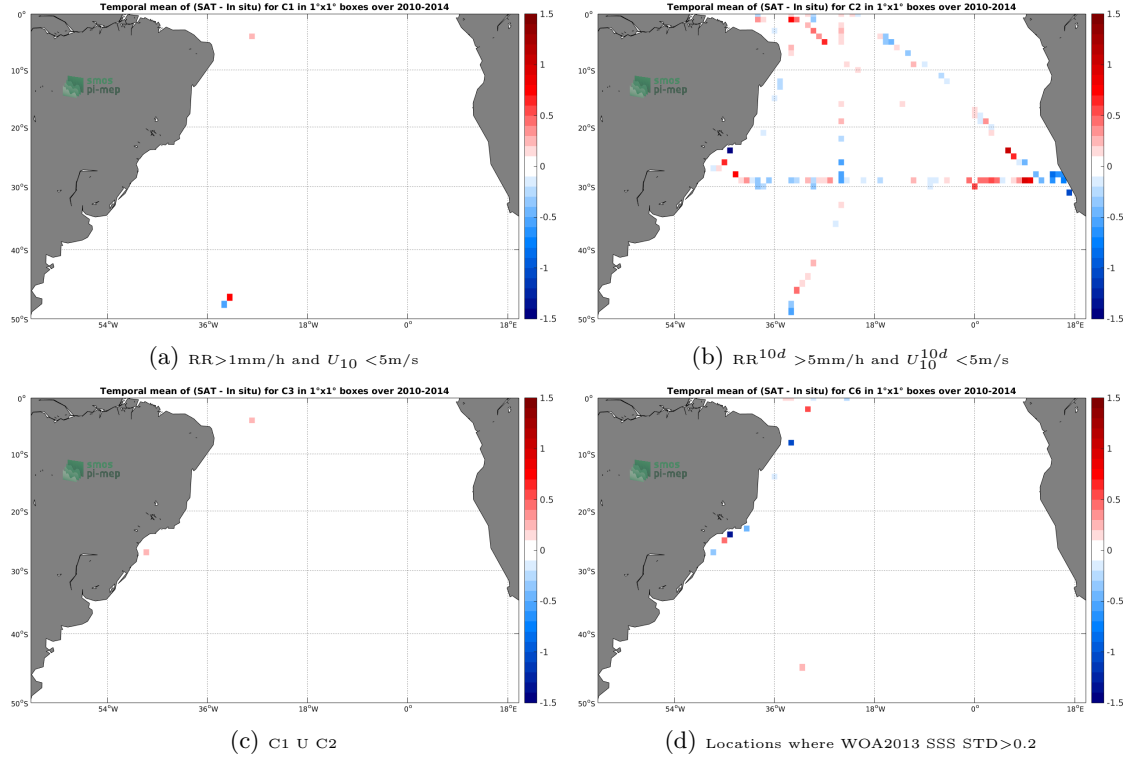 Temporal mean of (SAT - In situ) for C1 in 1°x1° boxes over 2010-2014
0°
10°S
20°S
30°S
40°S
50°S
54°W
36°W
18°W
0°
18°E
1.5
1
0.5
0
-0.5
-1
-1.5
smos
pi-mep
(a) RR>1mm/h and U10 <5m/s
Temporal mean of (SAT - In situ) for C2 in 1°x1° boxes over 2010-2014
0°
10°S
20°S
30°S
40°S
50°S
54°W
36°W
18°W
0°
18°E
1.5
1
0.5
0
-0.5
-1
-1.5
smos
pi-mep
(b) RR^10d >5mm/h and U10^10d <5m/s
Temporal mean of (SAT - In situ) for C3 in 1°x1° boxes over 2010-2014
0°
10°S
20°S
30°S
40°S
50°S
54°W
36°W
18°W
0°
18°E
1.5
1
0.5
0
-0.5
-1
-1.5
smos
pi-mep
(c) C1 U C2
Temporal mean of (SAT - In situ) for C6 in 1°x1° boxes over 2010-2014
0°
10°S
20°S
30°S
40°S
50°S
54°W
36°W
18°W
0°
18°E
1.5
1
0.5
0
-0.5
-1
-1.5
smos
pi-mep
(d) Locations where WOA2013 SSS STD>0.2